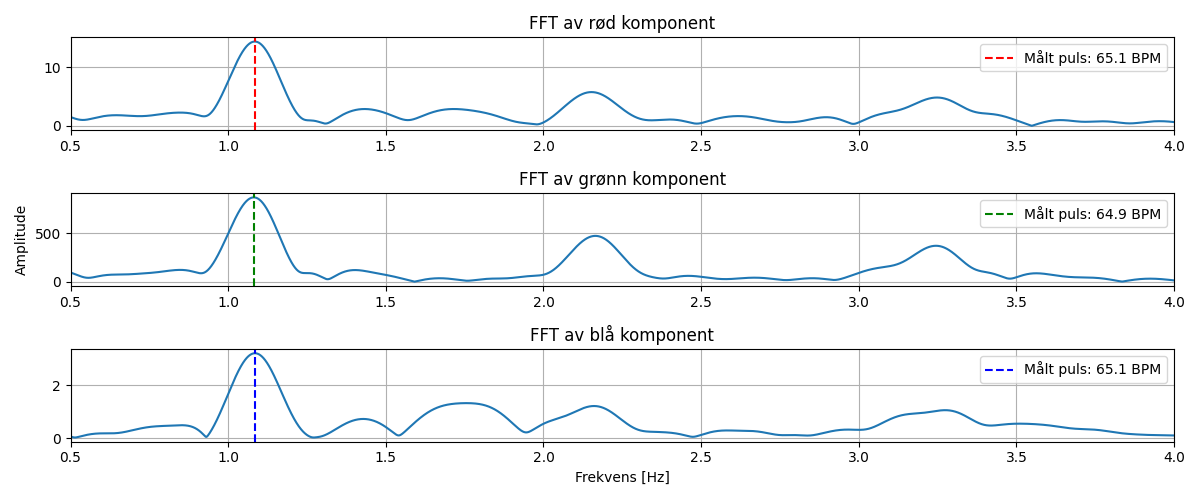 FFT av rød komponent
10
0
Målt puls: 65.1 BPM
0.5 1.0 1.5 2.0 2.5 3.0 3.5 4.0
FFT av grønn komponent
Amplitude
500
0
Målt puls: 64.9 BPM
0.5 1.0 1.5 2.0 2.5 3.0 3.5 4.0
FFT av blå komponent
2
0
Målt puls: 65.1 BPM
0.5 1.0 1.5 2.0 2.5 3.0 3.5 4.0
Frekvens [Hz]